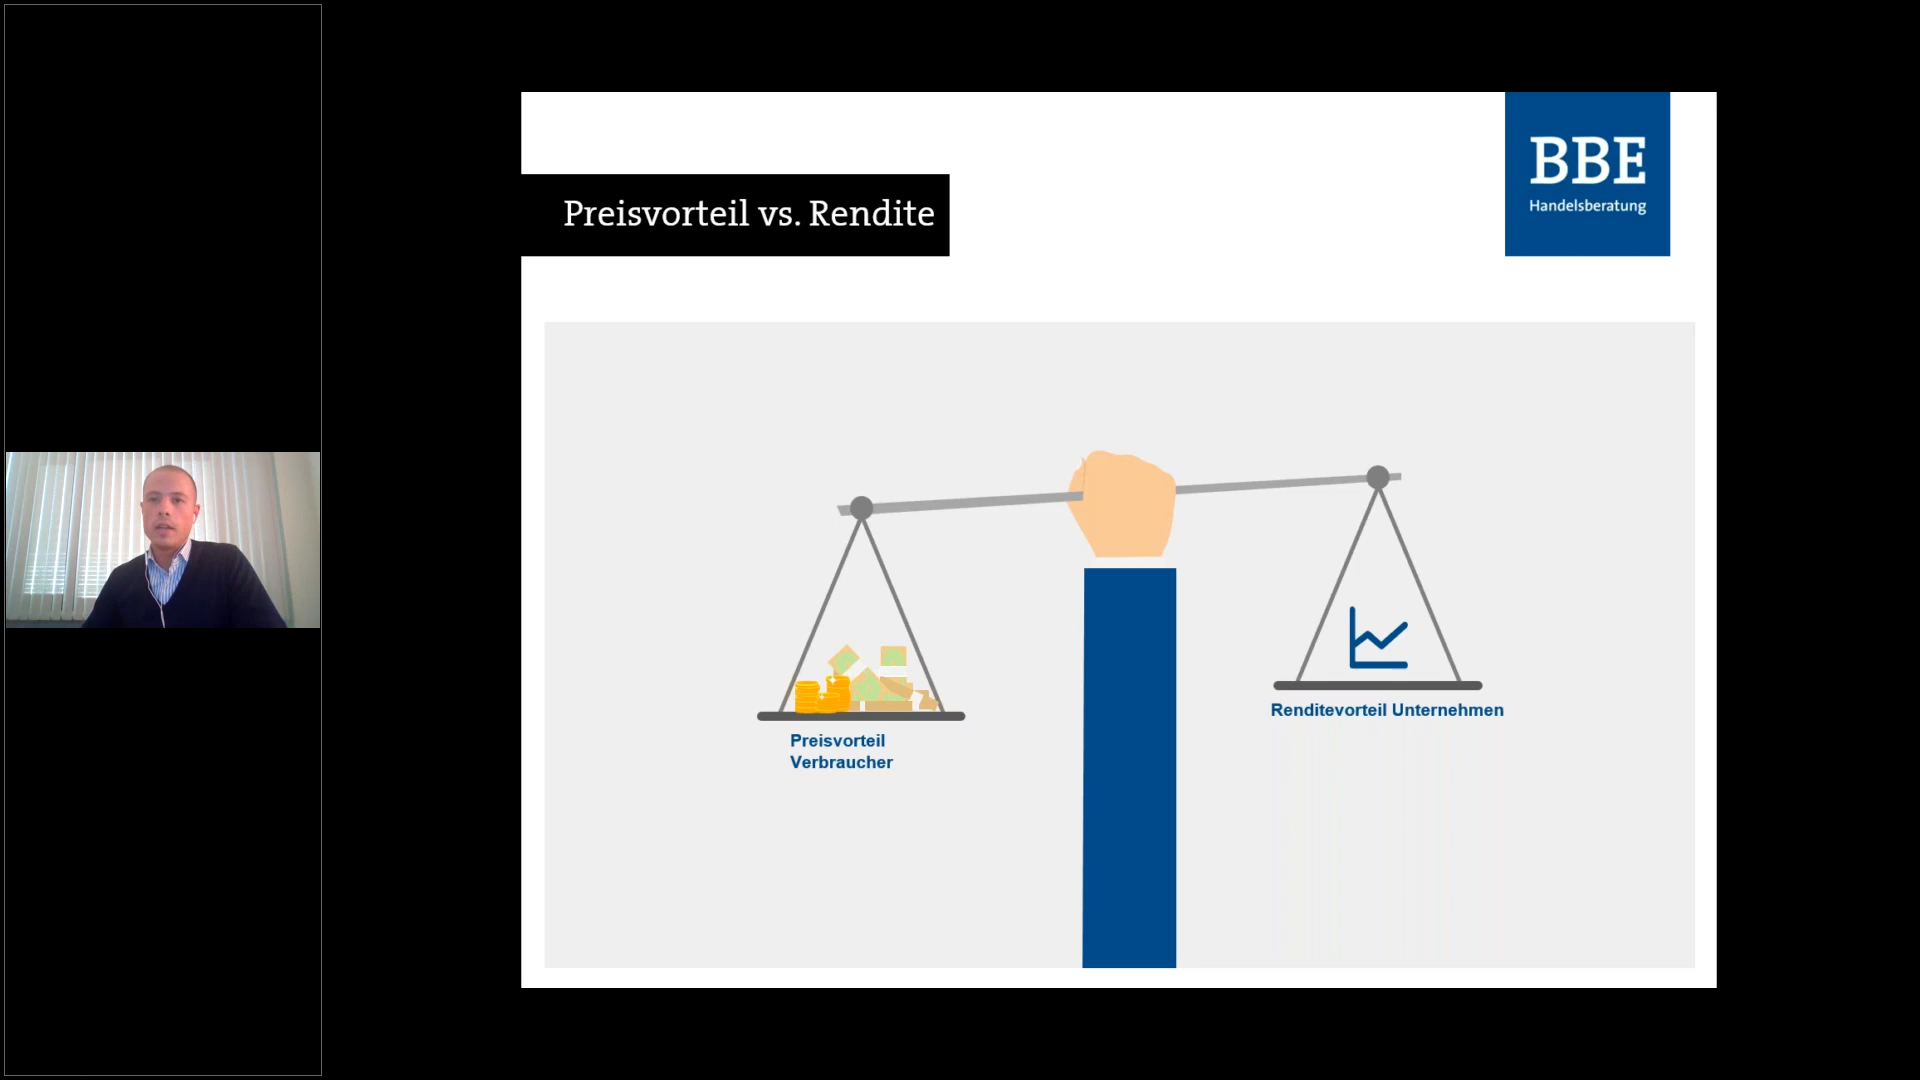 BBE
Handelsberatung
Preisvorteil vs. Rendite
Preisvorteil
Verbraucher
Renditevorteil Unternehmen